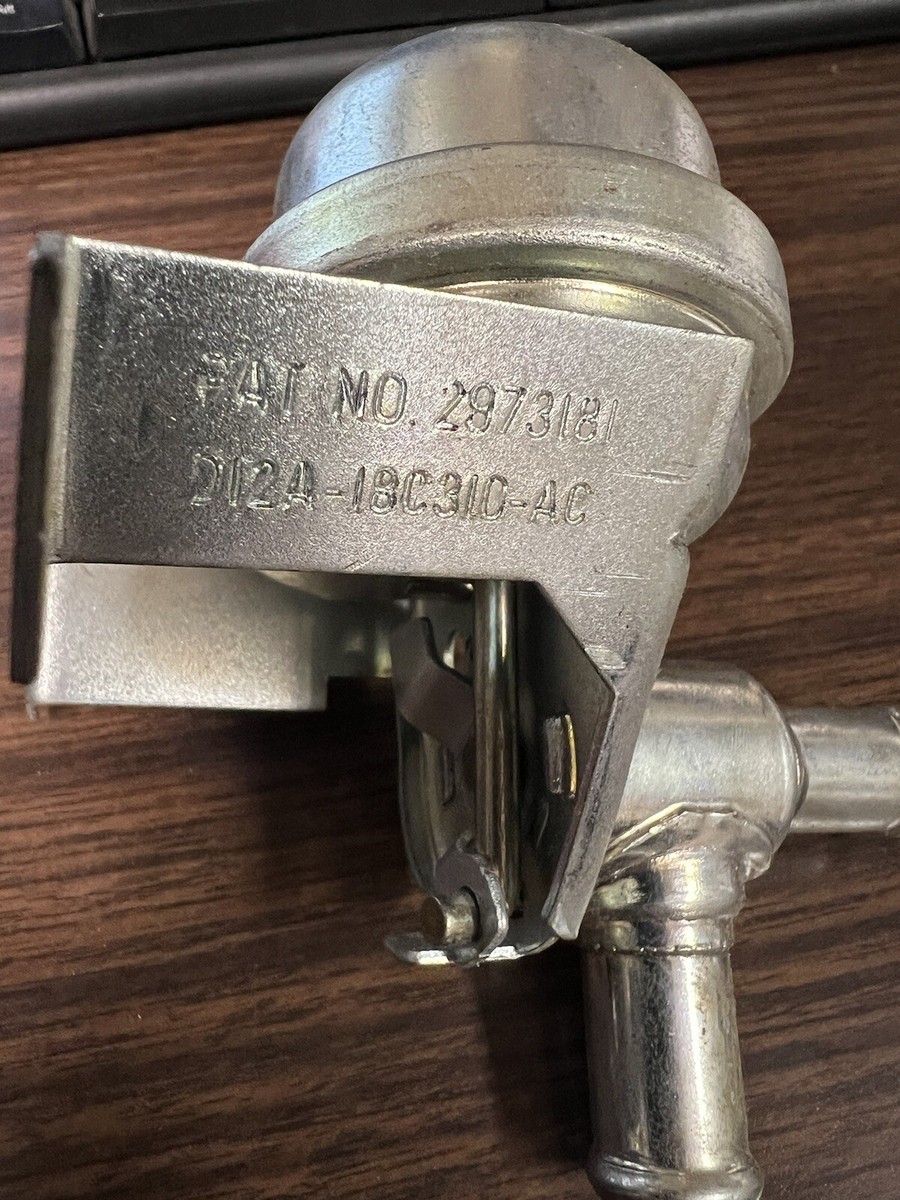 PAT NO. 2973181
D12A-18C310-AC